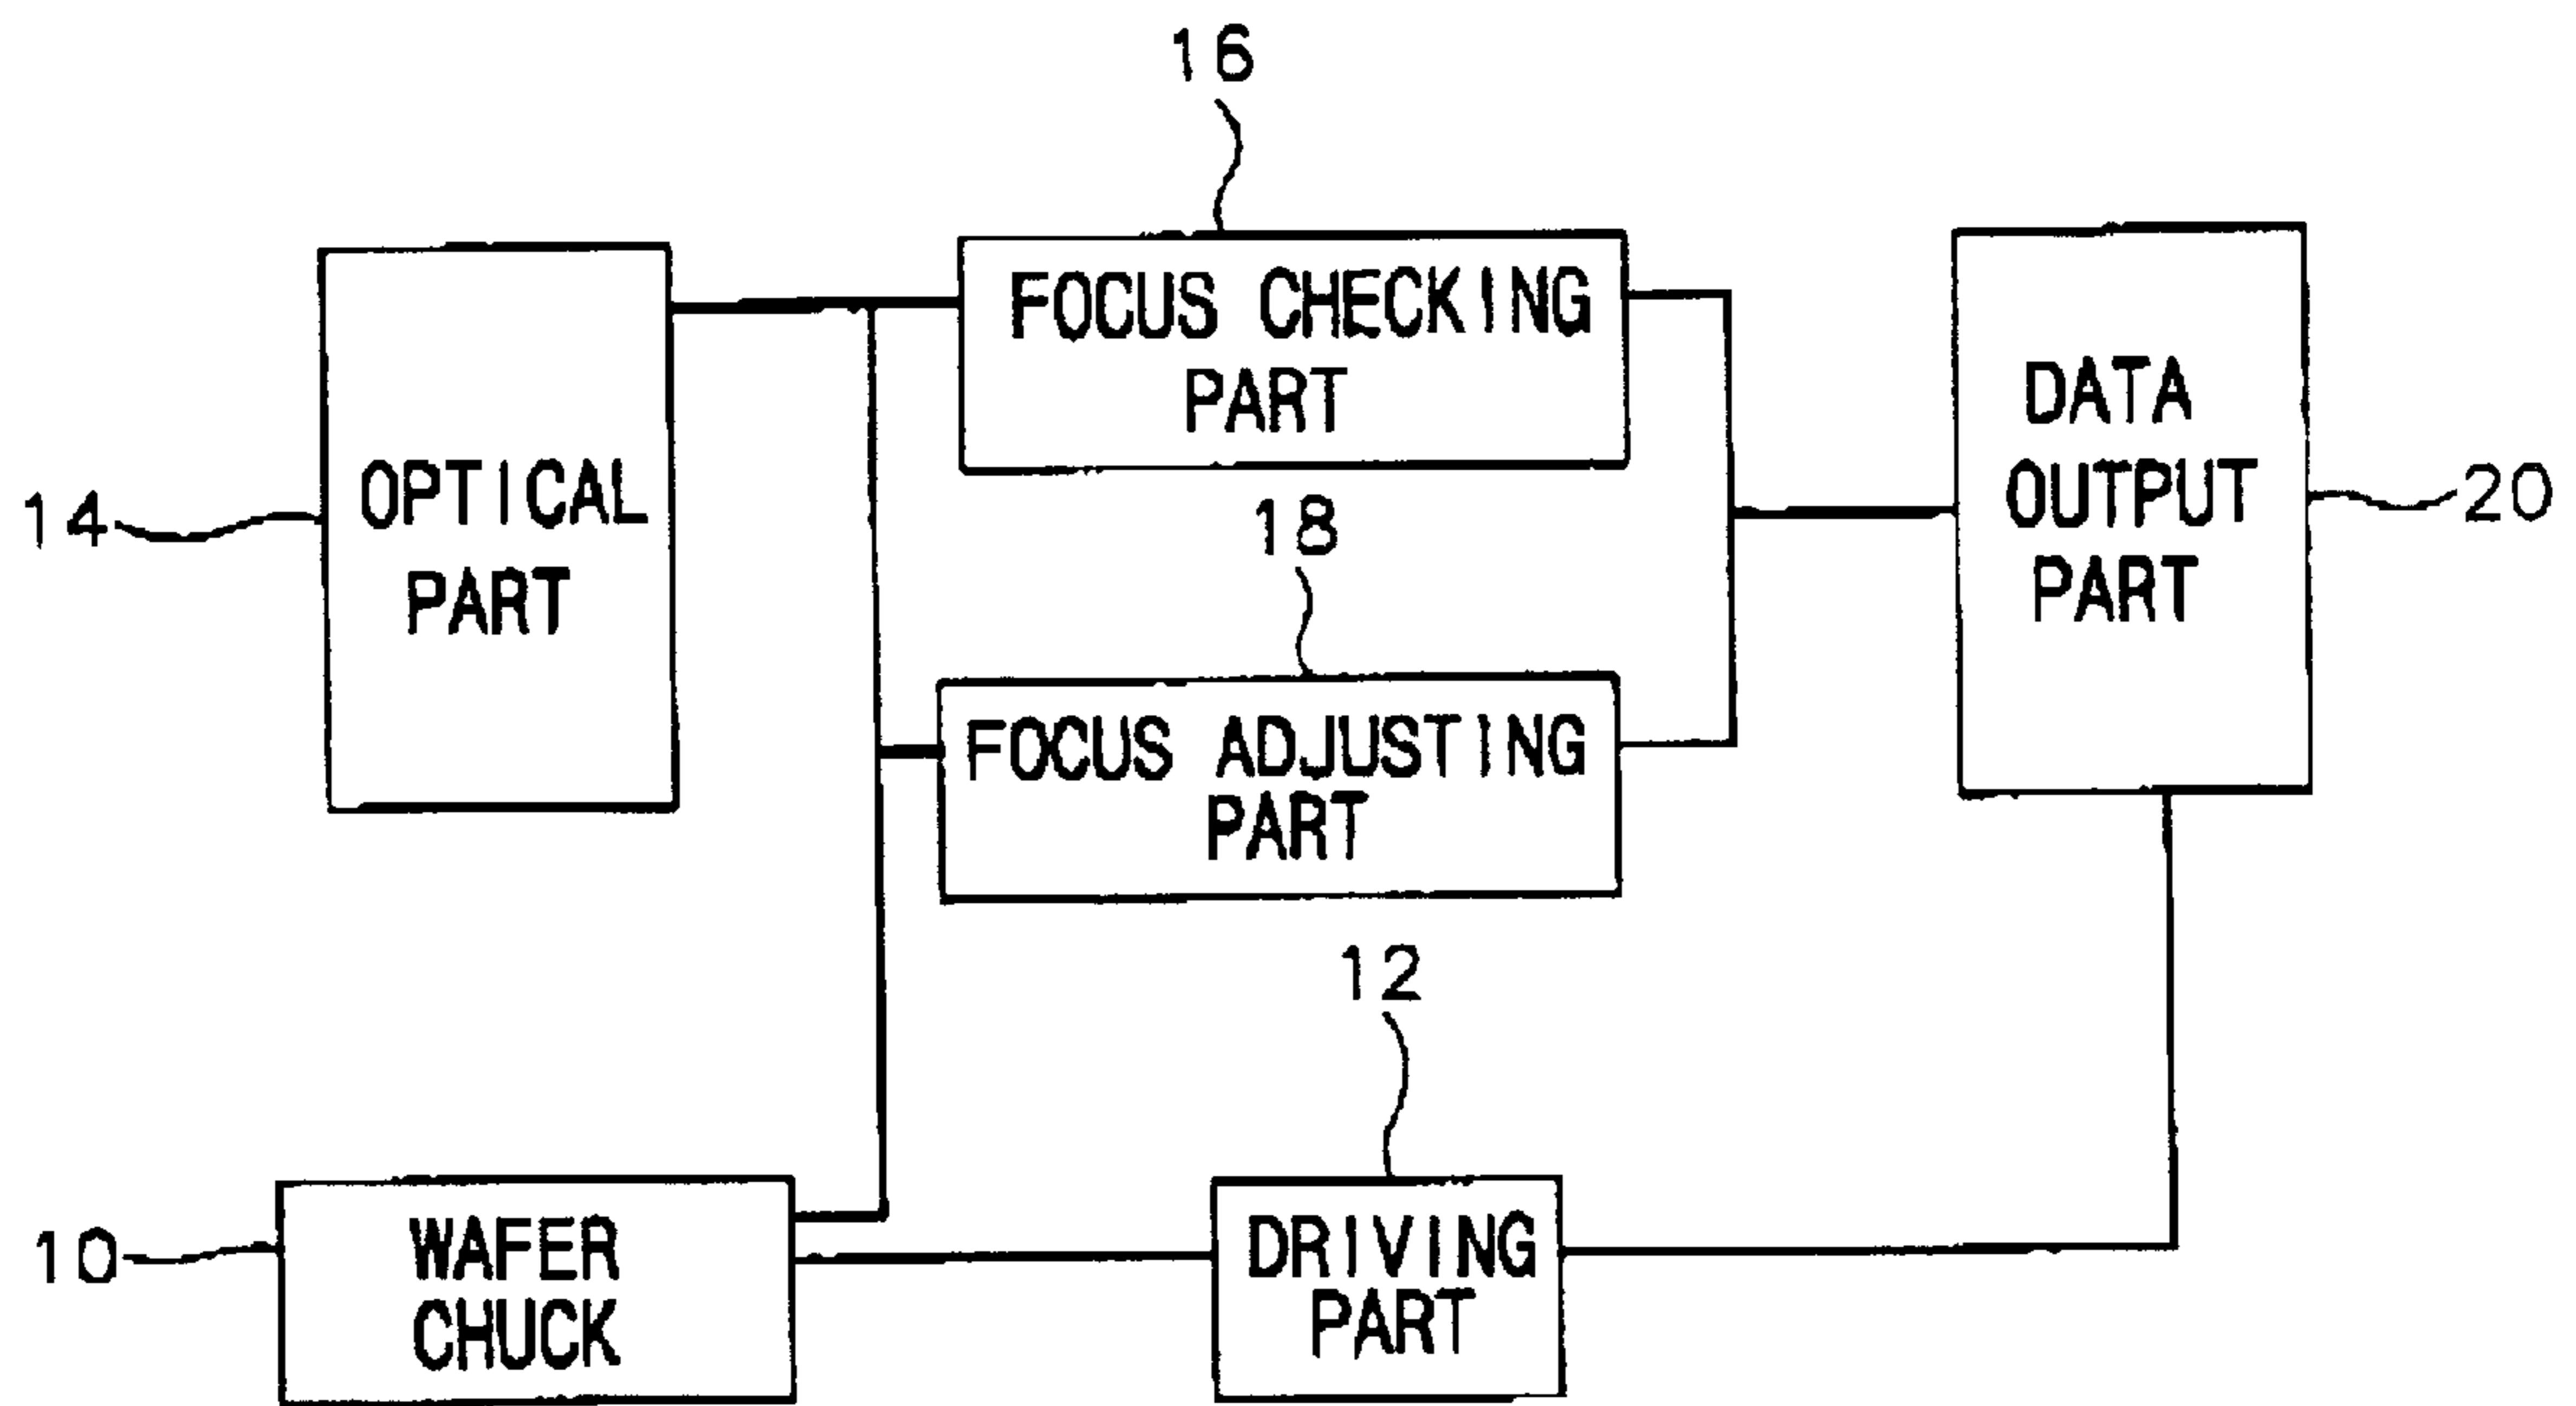 16
FOCUS CHECKING
PART
14
OPTICAL
PART
DATA
OUTPUT
PART
20
18
FOCUS ADJUSTING
PART
12
10
WAFER
CHUCK
DRIVING
PART